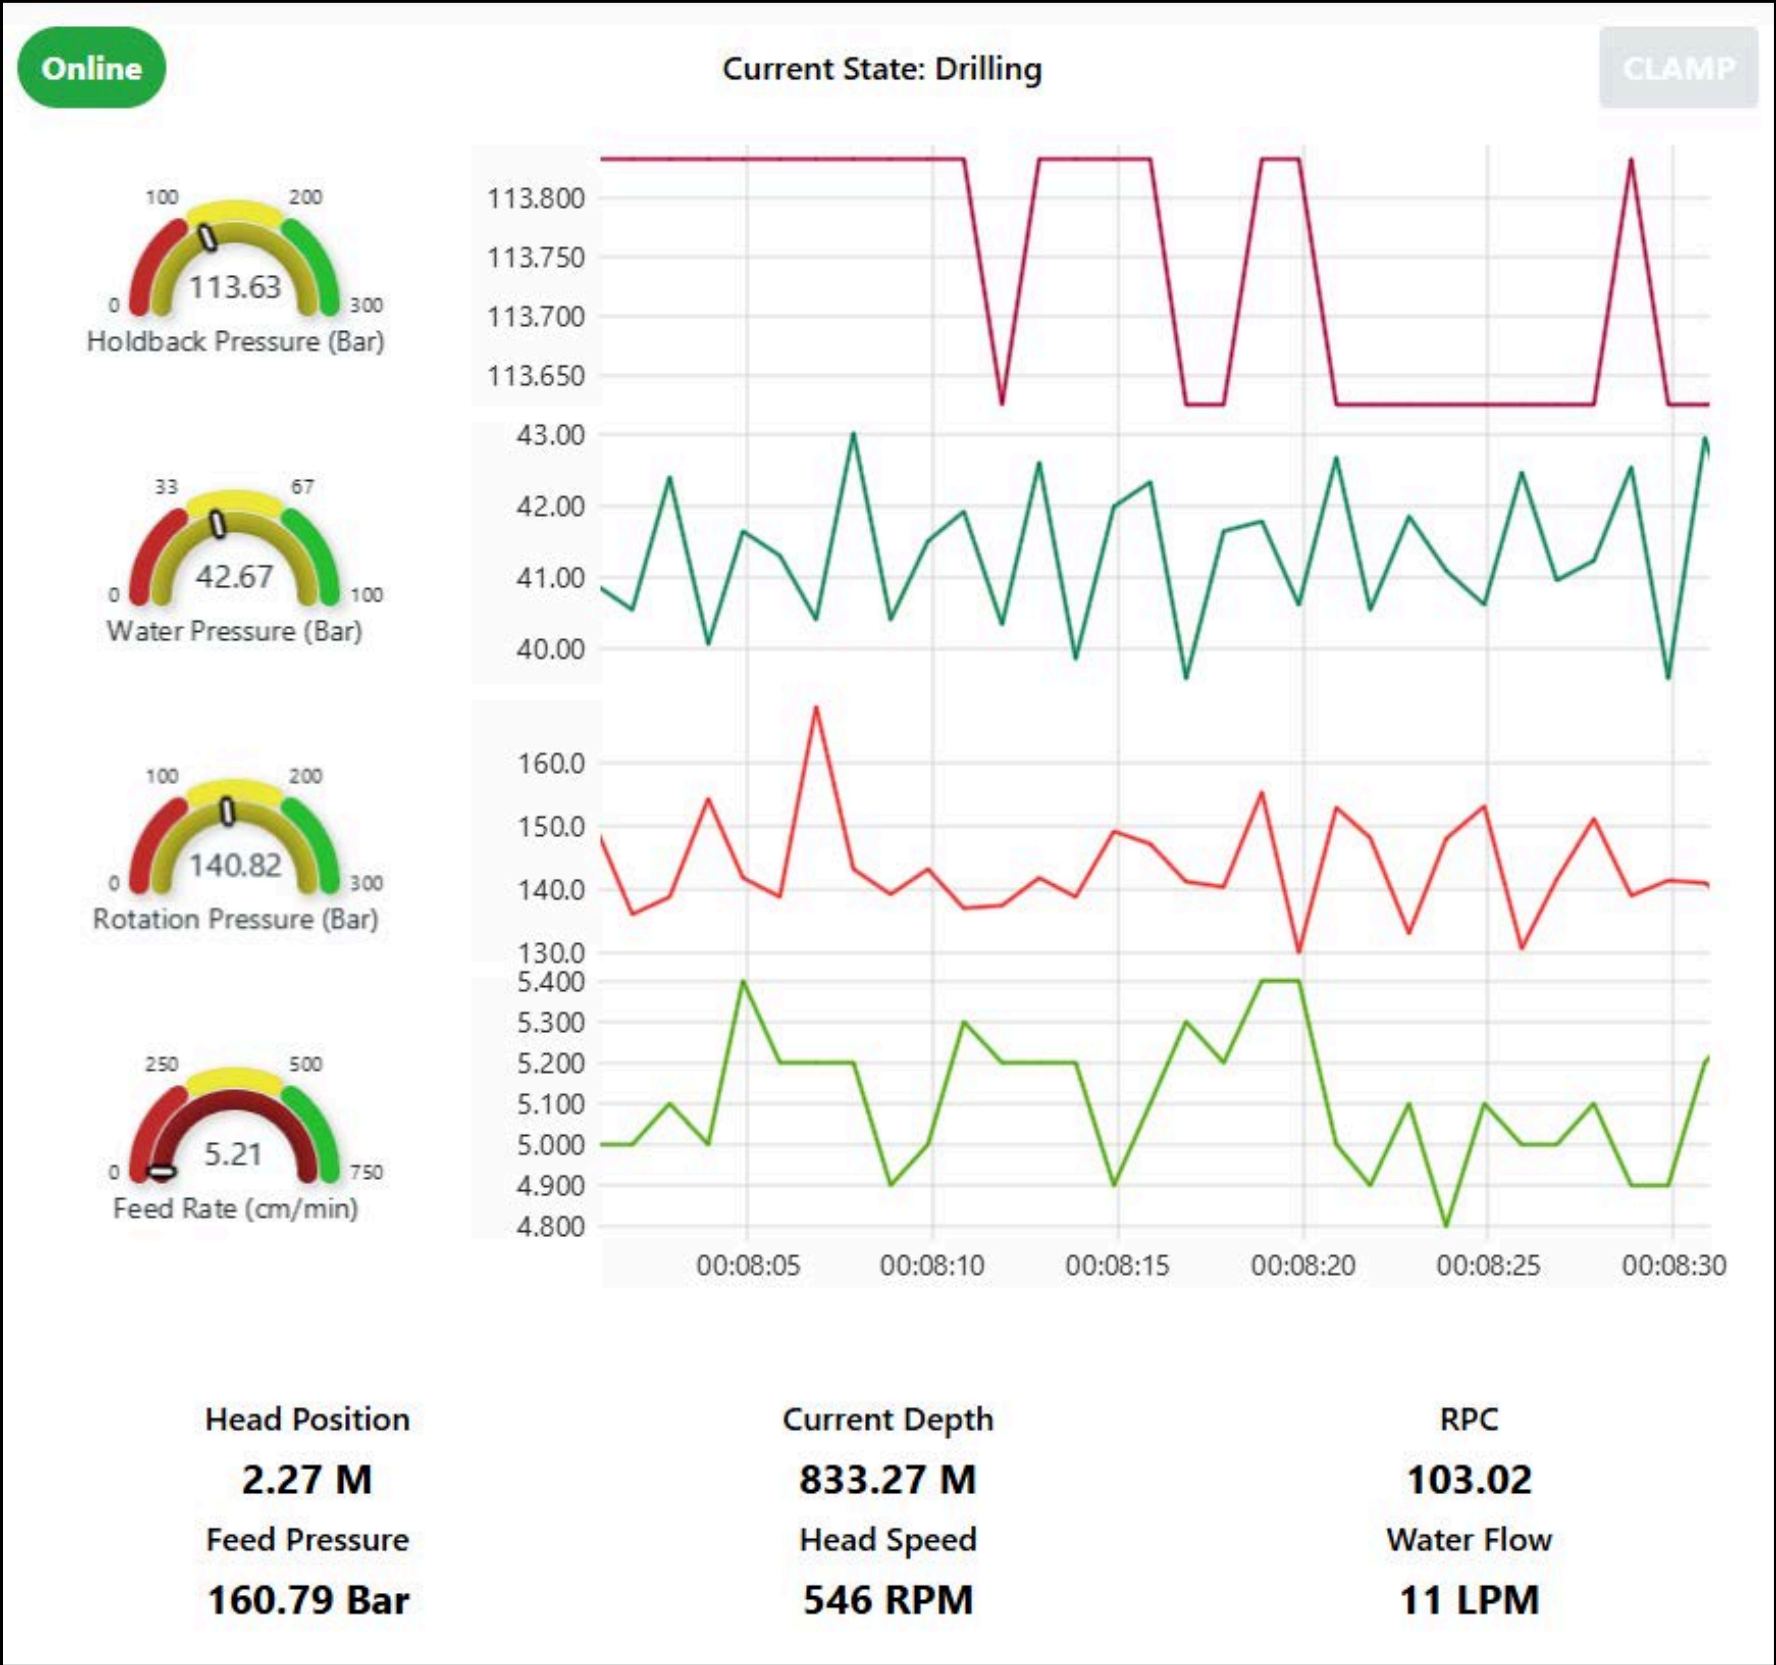 Online
Current State: Drilling
CLAMP
100 200
113.63
0 300
Holdback Pressure (Bar)
113.800
113.750
113.700
113.650
33 67
42.67
0 100
Water Pressure (Bar)
43.00
42.00
41.00
40.00
100 200
140.82
0 300
Rotation Pressure (Bar)
160.0
150.0
140.0
130.0
250 500
5.21
0 750
Feed Rate (cm/min)
5.400
5.300
5.200
5.100
5.000
4.900
4.800
00:08:05 00:08:10 00:08:15 00:08:20 00:08:25 00:08:30
Head Position Current Depth RPC
2.27 M 833.27 M 103.02
Feed Pressure Head Speed Water Flow
160.79 Bar 546 RPM 11 LPM